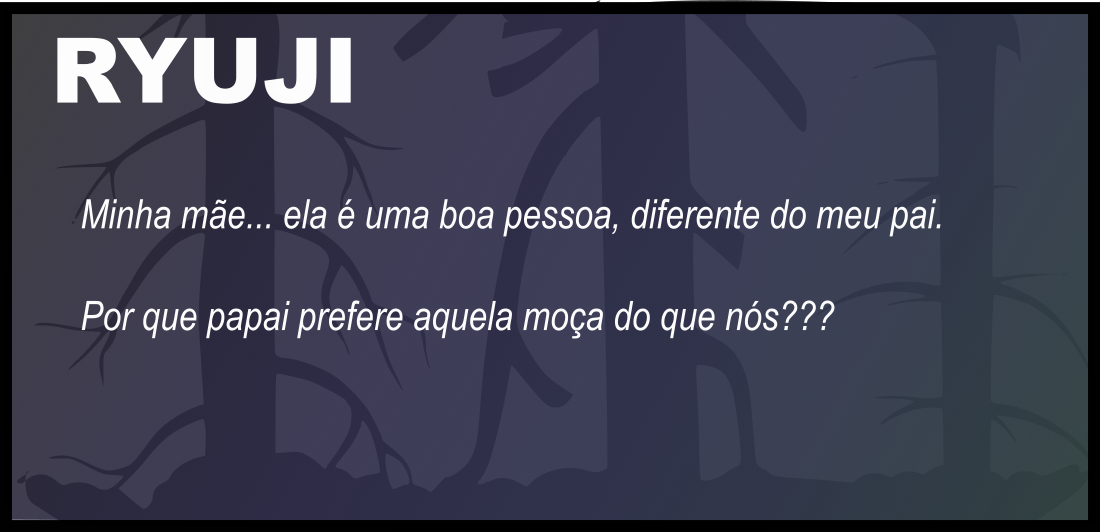 RYUJI
Minha mãe... ela é uma boa pessoa, diferente do meu pai.
Por que papai prefere aquela moça do que nós???